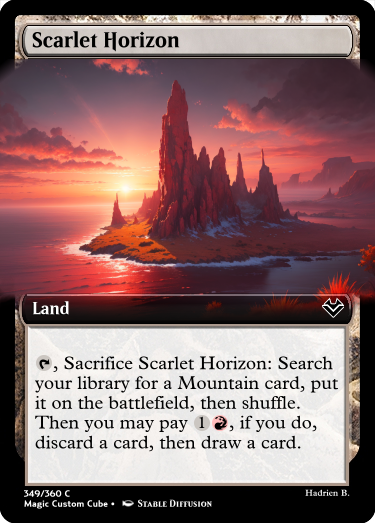 Scarlet Horizon
Land
, Sacrifice Scarlet Horizon: Search
your library for a Mountain card, put
it on the battlefield, then shuffle.
Then you may pay 1 , if you do,
discard a card, then draw a card.
349/360 C Hadrien B.
Magic Custom Cube • Stable Diffusion